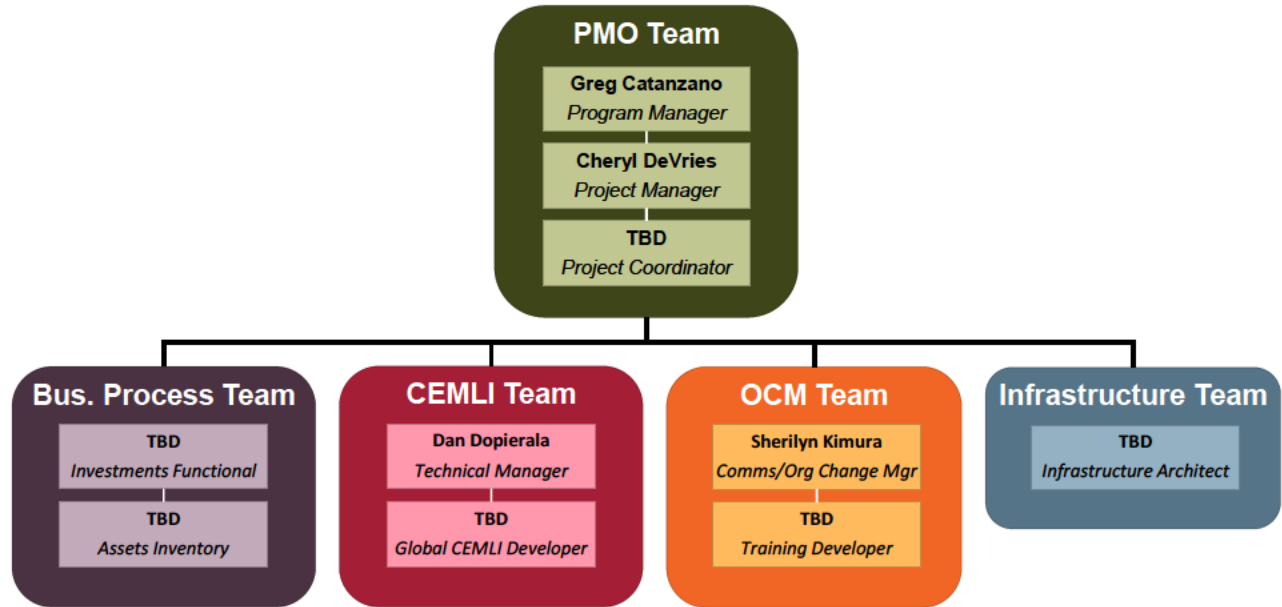 PMO Team
Greg Catanzano
Program Manager
Cheryl DeVries
Project Manager
TBD
Project Coordinator
Bus. Process Team
TBD
Investments Functional
TBD
Assets Inventory
CEMLI Team
Dan Dopierala
Technical Manager
TBD
Global CEMLI Developer
OCM Team
Sherilyn Kimura
Comms/Org Change Mgr
TBD
Training Developer
Infrastructure Team
TBD
Infrastructure Architect